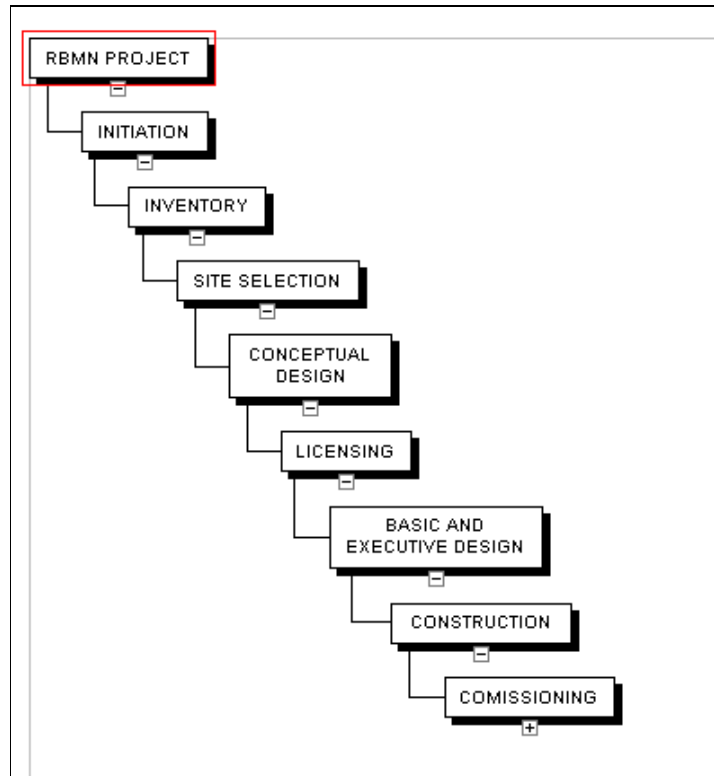 RBMN PROJECT
INITIATION
INVENTORY
SITE SELECTION
CONCEPTUAL
DESIGN
LICENSING
BASIC AND
EXECUTIVE DESIGN
CONSTRUCTION
COMISSIONING